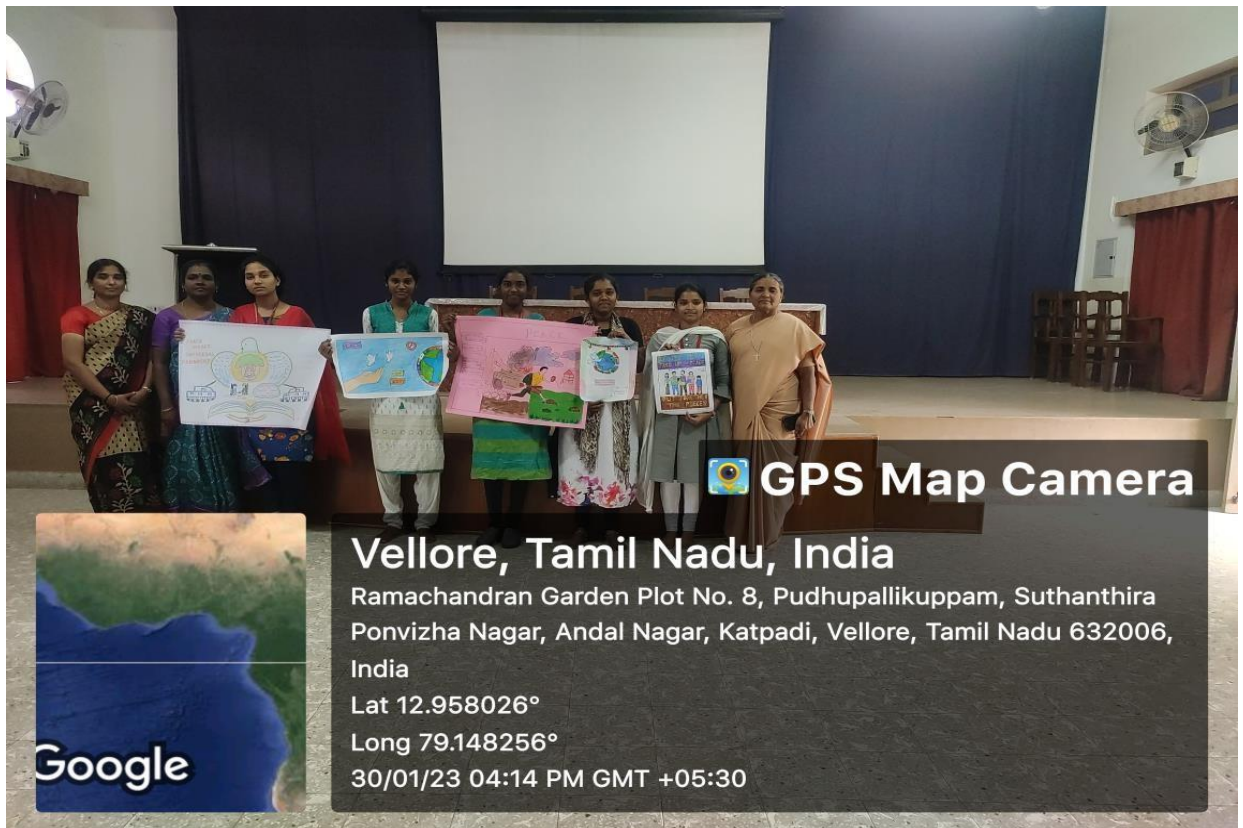 GPS Map Camera
Vellore, Tamil Nadu, India
Ramachandran Garden Plot No. 8, Pudhupallikuppam, Suthanthira
Ponvizha Nagar, Andal Nagar, Katpadi, Vellore, Tamil Nadu 632006,
India
Lat 12.958026°
Long 79.148256°
30/01/23 04:14 PM GMT +05:30
Google